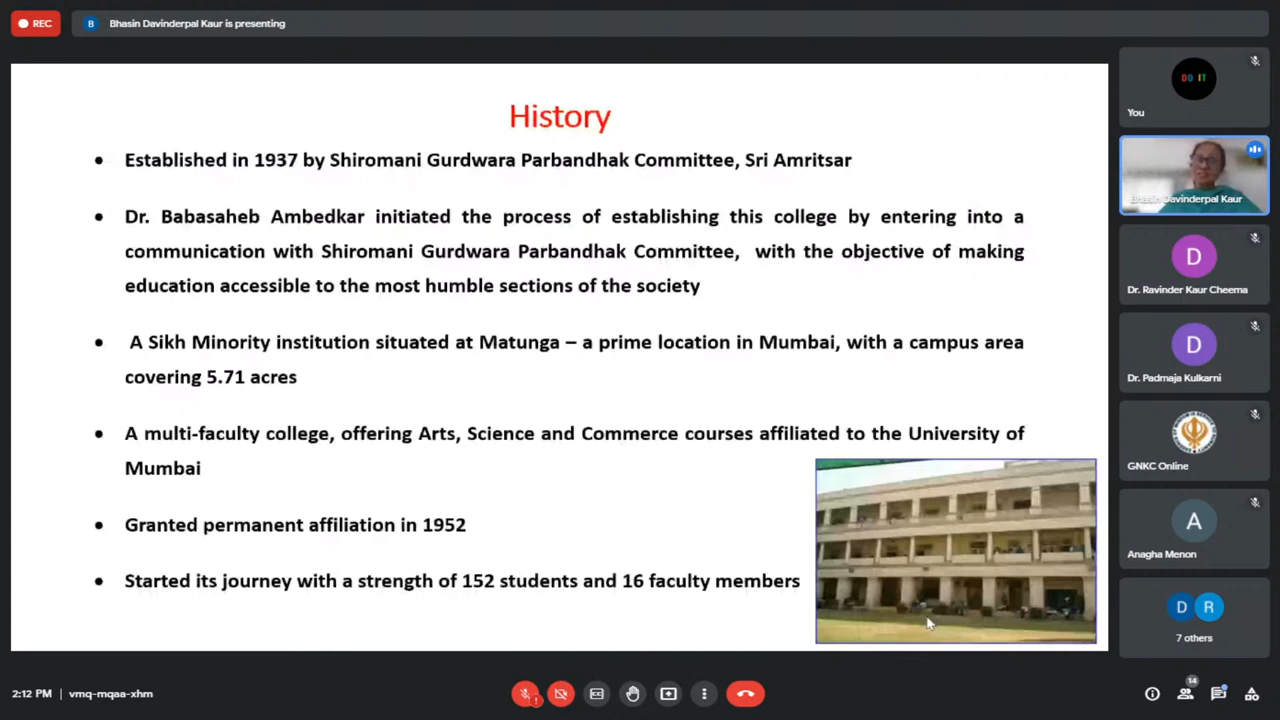 REC
B
Bhasin Davinderpal Kaur is presenting
History
• Established in 1937 by Shiromani Gurdwara Parbandhak Committee, Sri Amritsar
• Dr. Babasaheb Ambedkar initiated the process of establishing this college by entering into a
communication with Shiromani Gurdwara Parbandhak Committee, with the objective of making
education accessible to the most humble sections of the society
• A Sikh Minority institution situated at Matunga – a prime location in Mumbai, with a campus area
covering 5.71 acres
• A multi-faculty college, offering Arts, Science and Commerce courses affiliated to the University of
Mumbai
• Granted permanent affiliation in 1952
• Started its journey with a strength of 152 students and 16 faculty members
DO IT
You
Bhasin Davinderpal Kaur
D
Dr. Ravinder Kaur Cheema
D
Dr. Padmaja Kulkarni
GNKC Online
A
Anagha Menon
D R
7 others
2:12 PM | vmq-mqaa-xhm
14